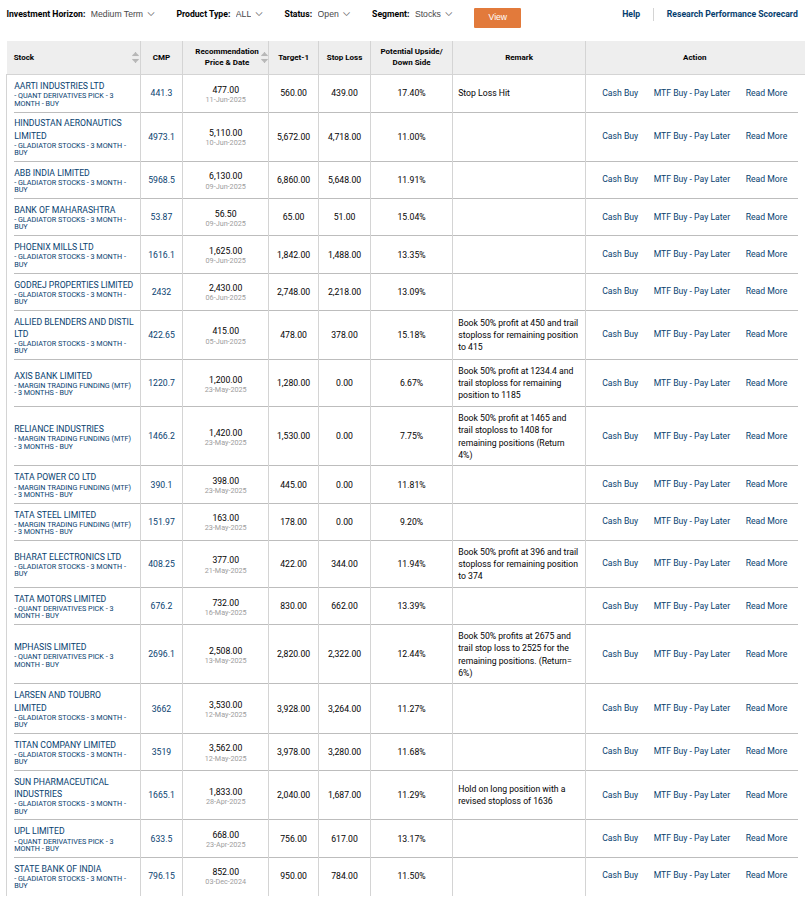 Investment Horizon: Medium Term Product Type: ALL Status: Open Segment: Stocks View Help Research Performance Scorecard
Stock CMP Recommendation Price & Date Target-1 Stop Loss Potential Upside/ Down Side Remark Action
AARTI INDUSTRIES LTD
- QUANT DERIVATIVES PICK - 3
MONTH - BUY
441.3
477.00
11-Jun-2025
560.00 439.00 17.40% Stop Loss Hit Cash Buy MTF Buy - Pay Later Read More
HINDUSTAN AERONAUTICS
LIMITED
- GLADIATOR STOCKS - 3 MONTH -
BUY
4973.1
5,110.00
10-Jun-2025
5,672.00 4,718.00 11.00% Cash Buy MTF Buy - Pay Later Read More
ABB INDIA LIMITED
- GLADIATOR STOCKS - 3 MONTH -
BUY
5968.5
6,130.00
09-Jun-2025
6,860.00 5,648.00 11.91% Cash Buy MTF Buy - Pay Later Read More
BANK OF MAHARASHTRA
- GLADIATOR STOCKS - 3 MONTH -
BUY
53.87
56.50
09-Jun-2025
65.00 51.00 15.04% Cash Buy MTF Buy - Pay Later Read More
PHOENIX MILLS LTD
- GLADIATOR STOCKS - 3 MONTH -
BUY
1616.1
1,625.00
09-Jun-2025
1,842.00 1,488.00 13.35% Cash Buy MTF Buy - Pay Later Read More
GODREJ PROPERTIES LIMITED
- GLADIATOR STOCKS - 3 MONTH -
BUY
2432
2,430.00
06-Jun-2025
2,748.00 2,218.00 13.09% Cash Buy MTF Buy - Pay Later Read More
ALLIED BLENDERS AND DISTIL
LTD
- GLADIATOR STOCKS - 3 MONTH -
BUY
422.65
415.00
05-Jun-2025
478.00 378.00 15.18%
Book 50% profit at 450 and trail
stoploss for remaining position
to 415
Cash Buy MTF Buy - Pay Later Read More
AXIS BANK LIMITED
- MARGIN TRADING FUNDING (MTF)
- 3 MONTHS - BUY
1220.7
1,200.00
23-May-2025
1,280.00 0.00 6.67%
Book 50% profit at 1234.4 and
trail stoploss for remaining
position to 1185
Cash Buy MTF Buy - Pay Later Read More
RELIANCE INDUSTRIES
- MARGIN TRADING FUNDING (MTF)
- 3 MONTHS - BUY
1466.2
1,420.00
23-May-2025
1,530.00 0.00 7.75%
Book 50% profit at 1465 and
trail stoploss to 1408 for
remaining positions (Return
4%)
Cash Buy MTF Buy - Pay Later Read More
TATA POWER CO LTD
- MARGIN TRADING FUNDING (MTF)
- 3 MONTHS - BUY
390.1
398.00
23-May-2025
445.00 0.00 11.81% Cash Buy MTF Buy - Pay Later Read More
TATA STEEL LIMITED
- MARGIN TRADING FUNDING (MTF)
- 3 MONTHS - BUY
151.97
163.00
23-May-2025
178.00 0.00 9.20% Cash Buy MTF Buy - Pay Later Read More
BHARAT ELECTRONICS LTD
- GLADIATOR STOCKS - 3 MONTH -
BUY
408.25
377.00
21-May-2025
422.00 344.00 11.94%
Book 50% profit at 396 and trail
stoploss for remaining position
to 374
Cash Buy MTF Buy - Pay Later Read More
TATA MOTORS LIMITED
- QUANT DERIVATIVES PICK - 3
MONTH - BUY
676.2
732.00
16-May-2025
830.00 662.00 13.39% Cash Buy MTF Buy - Pay Later Read More
MPHASIS LIMITED
- QUANT DERIVATIVES PICK - 3
MONTH - BUY
2696.1
2,508.00
13-May-2025
2,820.00 2,322.00 12.44%
Book 50% profits at 2675 and
trail stop loss to 2525 for the
remaining positions. (Return=
6%)
Cash Buy MTF Buy - Pay Later Read More
LARSEN AND TOUBRO
LIMITED
- GLADIATOR STOCKS - 3 MONTH -
BUY
3662
3,530.00
12-May-2025
3,928.00 3,264.00 11.27% Cash Buy MTF Buy - Pay Later Read More
TITAN COMPANY LIMITED
- GLADIATOR STOCKS - 3 MONTH -
BUY
3519
3,562.00
12-May-2025
3,978.00 3,280.00 11.68% Cash Buy MTF Buy - Pay Later Read More
SUN PHARMACEUTICAL
INDUSTRIES
- GLADIATOR STOCKS - 3 MONTH -
BUY
1665.1
1,833.00
28-Apr-2025
2,040.00 1,687.00 11.29%
Hold on long position with a
revised stoploss of 1636
Cash Buy MTF Buy - Pay Later Read More
UPL LIMITED
- QUANT DERIVATIVES PICK - 3
MONTH - BUY
633.5
668.00
23-Apr-2025
756.00 617.00 13.17% Cash Buy MTF Buy - Pay Later Read More
STATE BANK OF INDIA
- GLADIATOR STOCKS - 3 MONTH -
BUY
796.15
852.00
03-Dec-2024
950.00 784.00 11.50% Cash Buy MTF Buy - Pay Later Read More